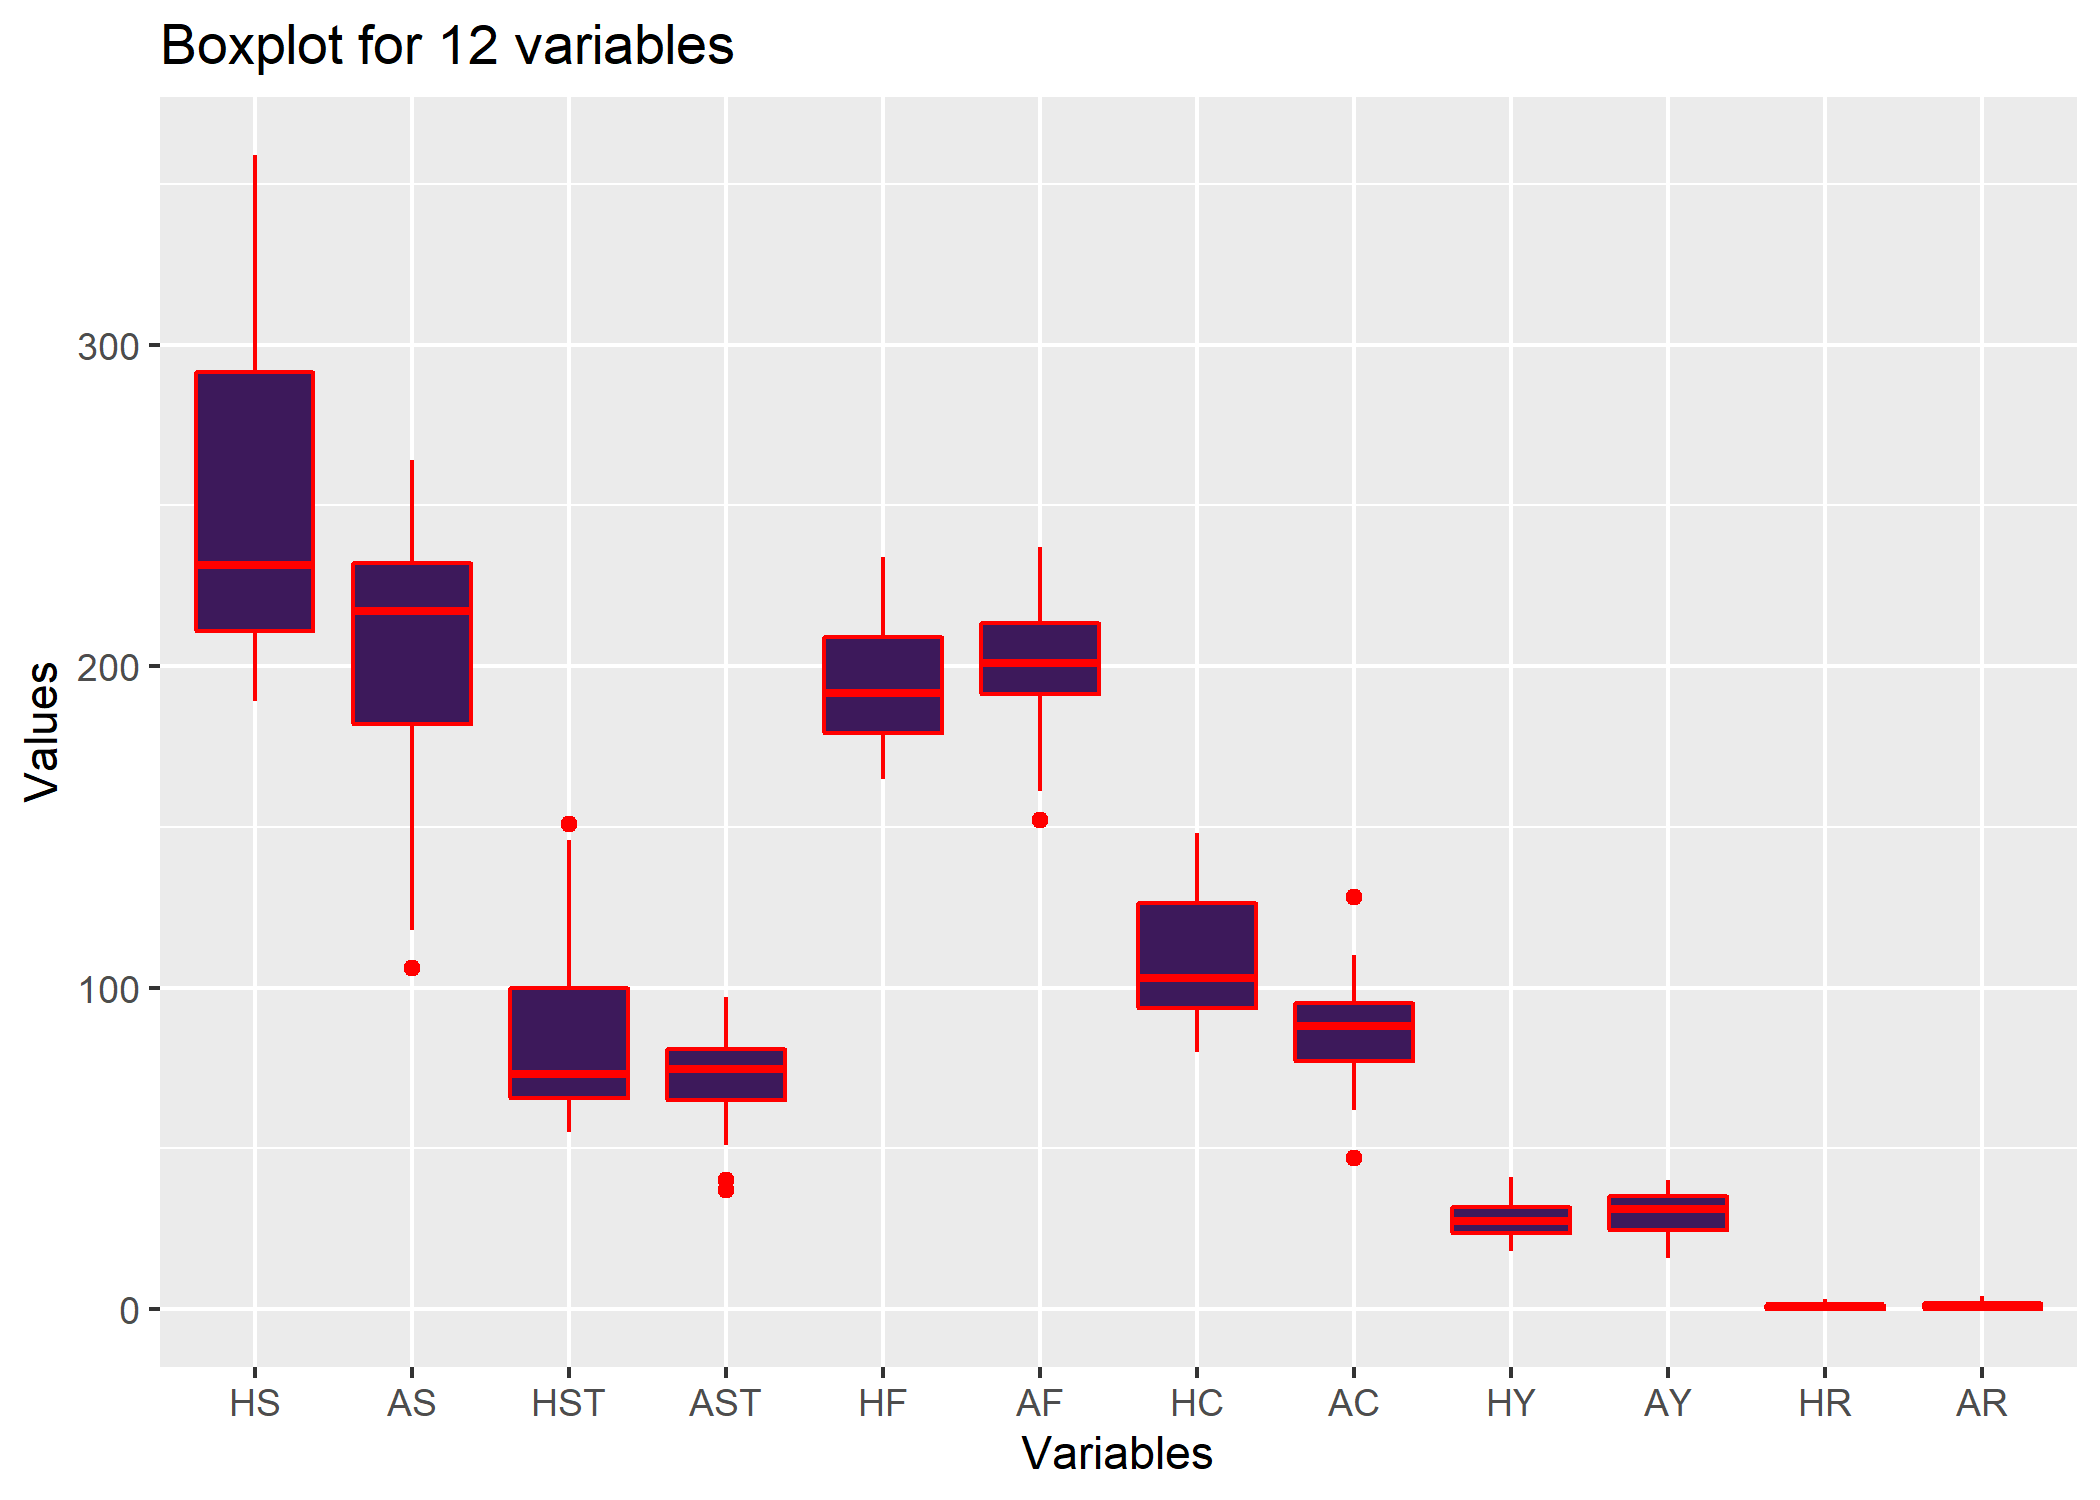 Boxplot for 12 variables
Values
300
200
100
0
HS AS HST AST HF AF HC AC HY AY HR AR
Variables